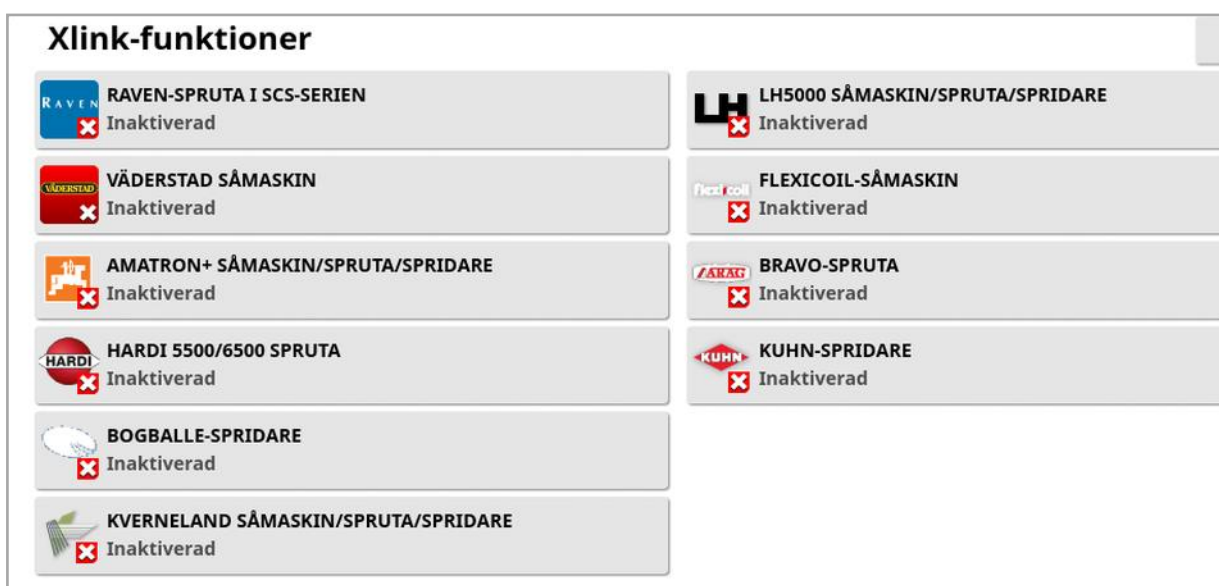 Xlink-funktioner
RAVEN
RAVEN-SPRUTA I SCS-SERIEN
Inaktiverad
VÄDERSTAD
VÄDERSTAD SÅMASKIN
Inaktiverad
AMATRON+ SÅMASKIN/SPRUTA/SPRIDARE
Inaktiverad
HARDI
HARDI 5500/6500 SPRUTA
Inaktiverad
BOGBALLE-SPRIDARE
Inaktiverad
KVERNELAND SÅMASKIN/SPRUTA/SPRIDARE
Inaktiverad
LH
LH5000 SÅMASKIN/SPRUTA/SPRIDARE
Inaktiverad
flexicoil
FLEXICOIL-SÅMASKIN
Inaktiverad
ARAG
BRAVO-SPRUTA
Inaktiverad
KUHN
KUHN-SPRIDARE
Inaktiverad